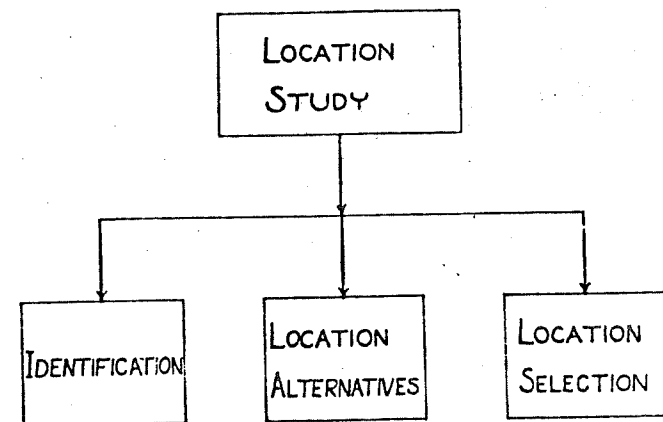 LOCATION
STUDY
IDENTIFICATION
LOCATION
ALTERNATIVES
LOCATION
SELECTION